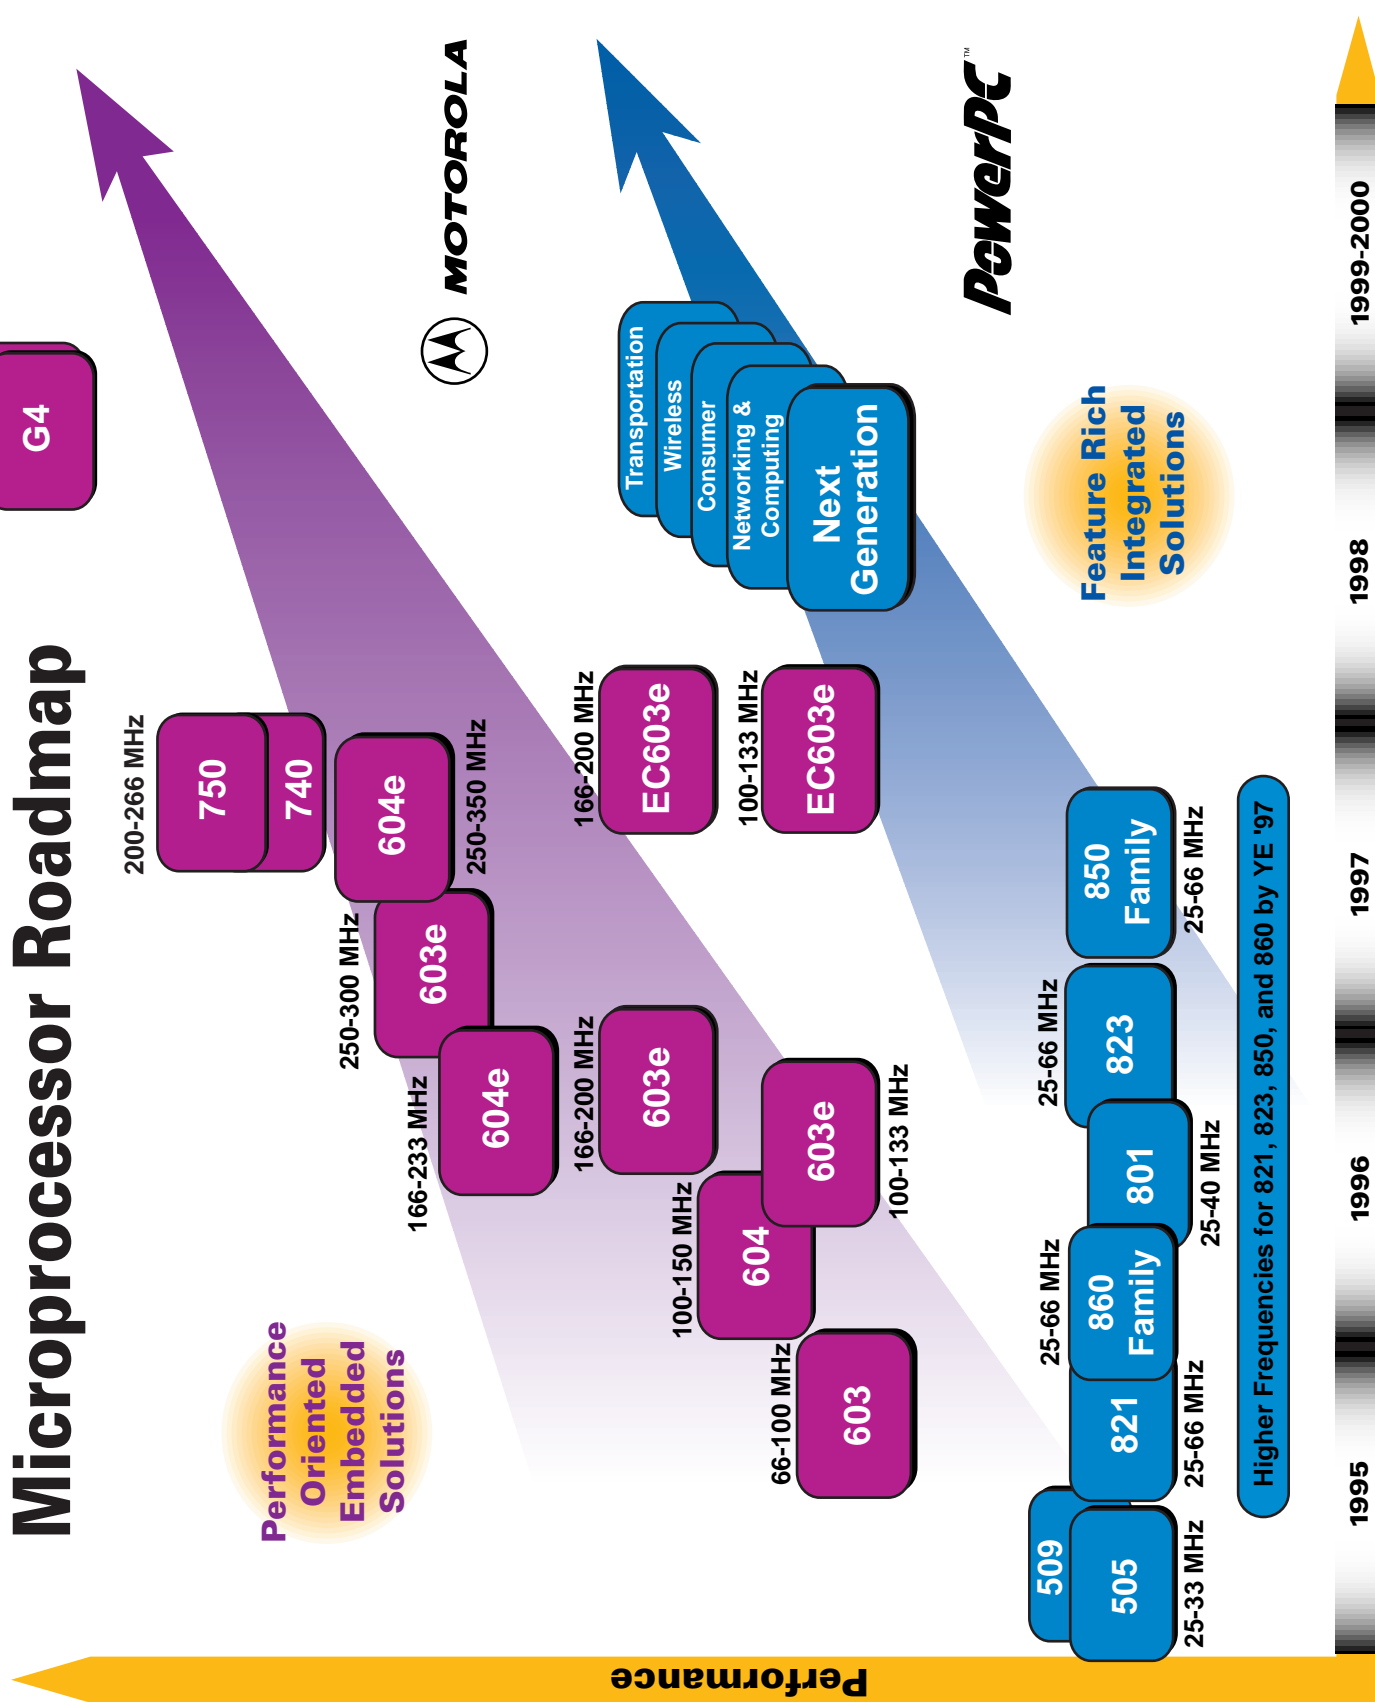 Microprocessor Roadmap
G4
200-266 MHz
750
740
604e
250-350 MHz
250-300 MHz
603e
166-233 MHz
604e
Performance
Oriented
Embedded
Solutions
MOTOROLA
166-200 MHz
603e
166-200 MHz
EC603e
100-150 MHz
604
603e
100-133 MHz
100-133 MHz
EC603e
66-100 MHz
603
Transportation
Wireless
Consumer
Networking &
Computing
Next
Generation
PowerPC™
Feature Rich
Integrated
Solutions
509
505
25-33 MHz
821
25-66 MHz
25-66 MHz
860
Family
801
25-40 MHz
25-66 MHz
823
850
Family
25-66 MHz
Higher Frequencies for 821, 823, 850, and 860 by YE '97
Performance
1995
1996
1997
1998
1999-2000